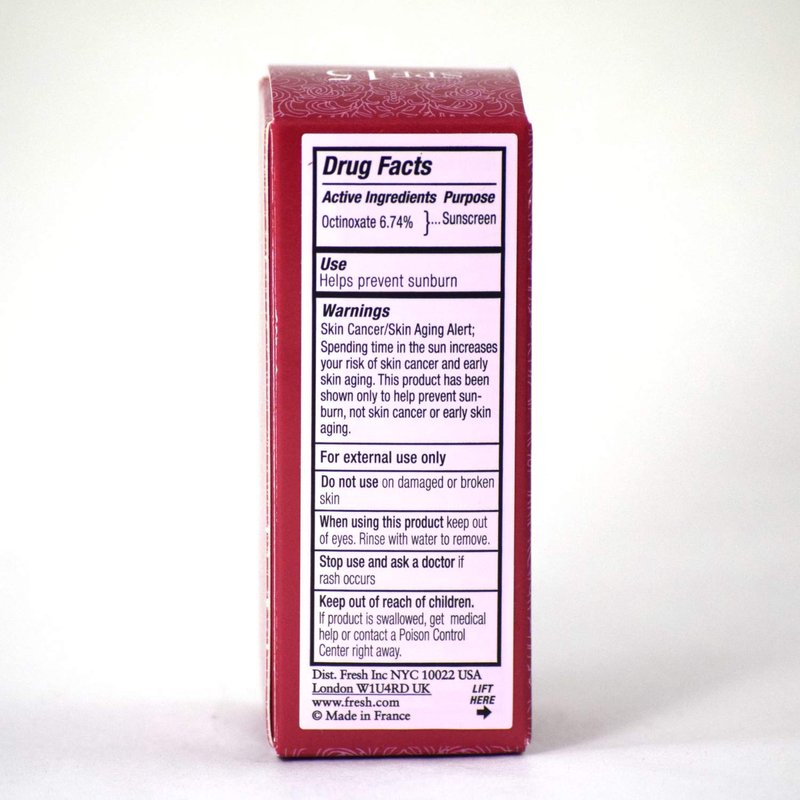 SPF 15
Drug Facts
Active Ingredients Purpose
Octinoxate 6.74% }... Sunscreen
Use
Helps prevent sunburn
Warnings
Skin Cancer/Skin Aging Alert;
Spending time in the sun increases
your risk of skin cancer and early
skin aging. This product has been
shown only to help prevent sun-
burn, not skin cancer or early skin
aging.
For external use only
Do not use on damaged or broken
skin
When using this product keep out
of eyes. Rinse with water to remove.
Stop use and ask a doctor if
rash occurs
Keep out of reach of children.
If product is swallowed, get medical
help or contact a Poison Control
Center right away.
Dist. Fresh Inc NYC 10022 USA
London W1U4RD UK
www.fresh.com
© Made in France
LIFT
HERE